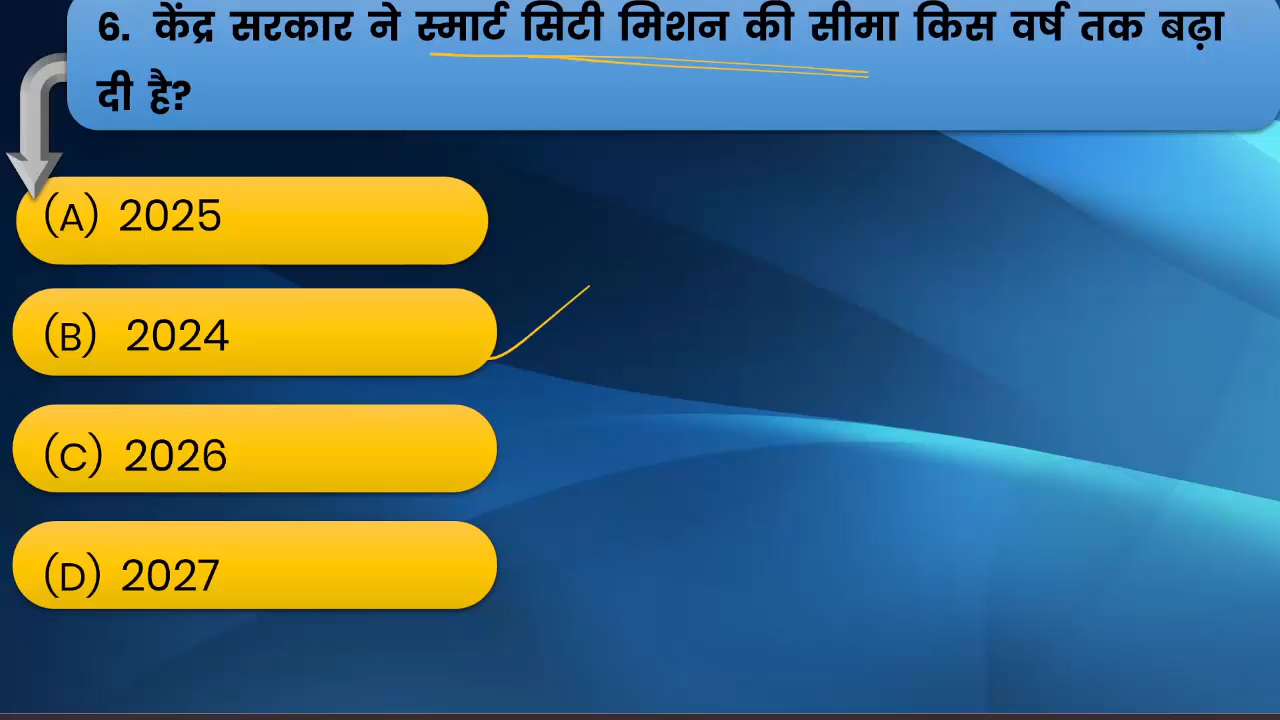 6. केंद्र सरकार ने स्मार्ट सिटी मिशन की सीमा किस वर्ष तक बढ़ा
दी है?
(A) 2025
(B) 2024
(C) 2026
(D) 2027